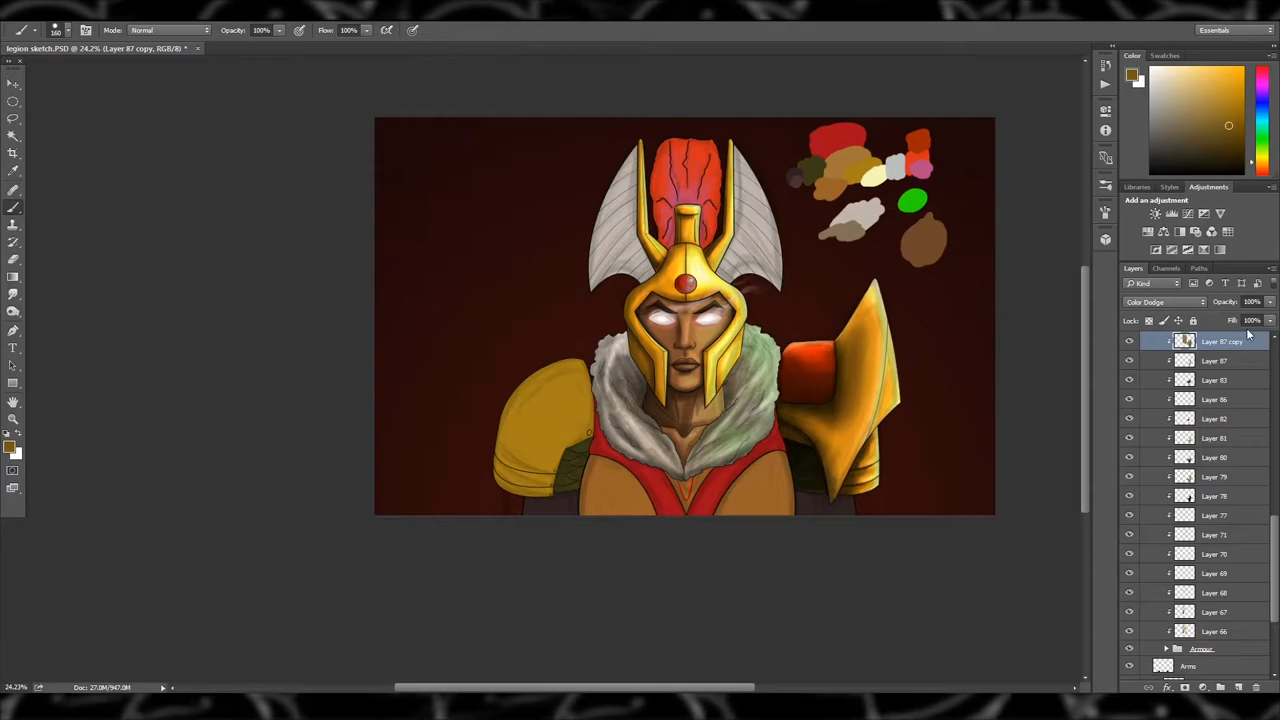 160 Mode: Normal Opacity: 100% Flow: 100% Essentials
legion sketch.PSD @ 24.2% (Layer 87 copy, RGB/8) * ×
Color Swatches
Libraries Styles Adjustments
Add an adjustment
Layers Channels Paths
Kind
Color Dodge Opacity: 100%
Lock: Fill: 100%
Layer 87 copy
Layer 87
Layer 83
Layer 86
Layer 82
Layer 81
Layer 80
Layer 79
Layer 78
Layer 77
Layer 71
Layer 70
Layer 69
Layer 68
Layer 67
Layer 66
Armour
Arms
24.23% Doc: 27.0M/947.0M